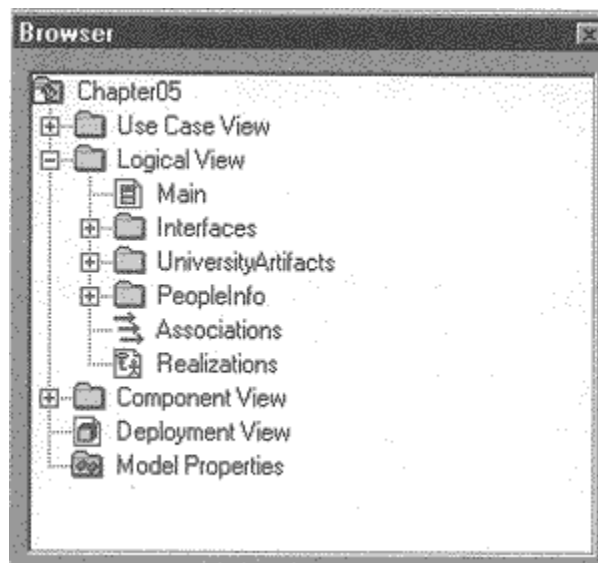 Browser
Chapter05
Use Case View
Logical View
Main
Interfaces
UniversityArtifacts
PeopleInfo
Associations
Realizations
Component View
Deployment View
Model Properties